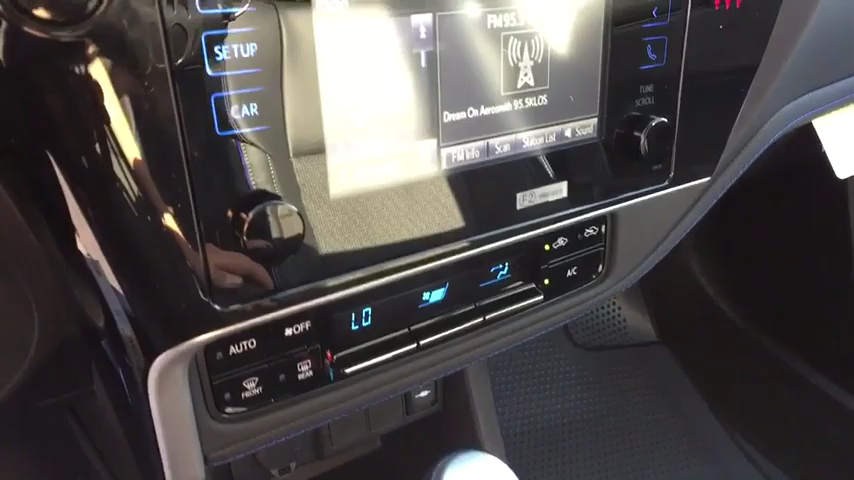 SETUP
CAR
FM 95.5
Dream On Aerosmith 95.5KLOS
FM Info Scan Station List Sound
TUNE
SCROLL
AUTO
OFF
FRONT
REAR
LO
A/C